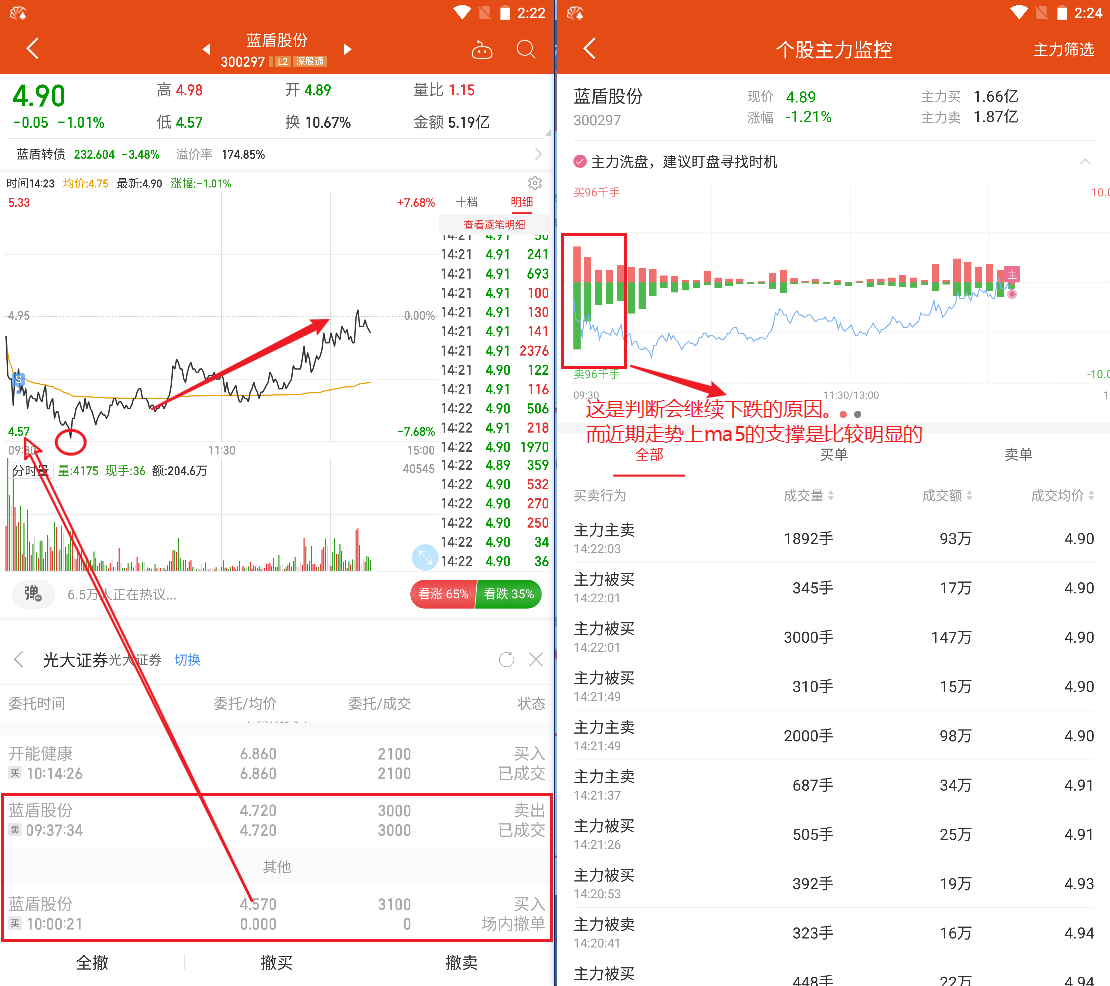 2:22
蓝盾股份
300297 L2 深股通
4.90
-0.05 -1.01%
高 4.98
开 4.89
量比 1.15
低 4.57
换 10.67%
金额 5.19亿
蓝盾转债 232.604 -3.48% 溢价率 174.85%
时间14:23 均价:4.75 最新:4.90 涨幅:-1.01%
5.33
+7.68%
4.95
0.00%
4.57
-7.68%
09:30
11:30
15:00
十档 明细
查看逐笔明细
14:21 4.91 50
14:21 4.91 241
14:21 4.91 693
14:21 4.91 100
14:21 4.91 130
14:21 4.91 141
14:21 4.91 2376
14:21 4.90 122
14:21 4.91 116
14:22 4.90 506
14:22 4.91 218
14:22 4.90 1970
14:22 4.89 359
14:22 4.90 532
14:22 4.90 270
14:22 4.90 250
14:22 4.90 34
14:22 4.90 36
分时量 量:4175 现手:36 额:204.6万
40545
弹
6.5万人正在热议...
看涨 65%
看跌 35%
光大证券光大证券 切换
委托时间 委托/均价 委托/成交 状态
开能健康 6.860 2100 买入
买 10:14:26 6.860 2100 已成交
蓝盾股份 4.720 3000 卖出
卖 09:37:34 4.720 3000 已成交
其他
蓝盾股份 4.570 3100 买入
买 10:00:21 0.000 0 场内撤单
全撤 撤买 撤卖
2:24
个股主力监控
主力筛选
蓝盾股份
300297
现价 4.89
涨幅 -1.21%
主力买 1.66亿
主力卖 1.87亿
主力洗盘，建议盯盘寻找时机
买96千手
10.0
主
卖96千手
-10.0
09:30
11:30/13:00
这是判断会继续下跌的原因。
而近期走势上ma5的支撑是比较明显的
全部 买单 卖单
买卖行为 成交量 成交额 成交均价
主力主卖 1892手 93万 4.90
14:22:03
主力被买 345手 17万 4.90
14:22:01
主力被买 3000手 147万 4.90
14:22:01
主力被买 310手 15万 4.90
14:21:49
主力主卖 2000手 98万 4.90
14:21:49
主力主卖 687手 34万 4.91
14:21:37
主力被买 505手 25万 4.91
14:21:26
主力被买 392手 19万 4.93
14:20:53
主力被卖 323手 16万 4.94
14:20:41
主力被买 448手 22万 4.94